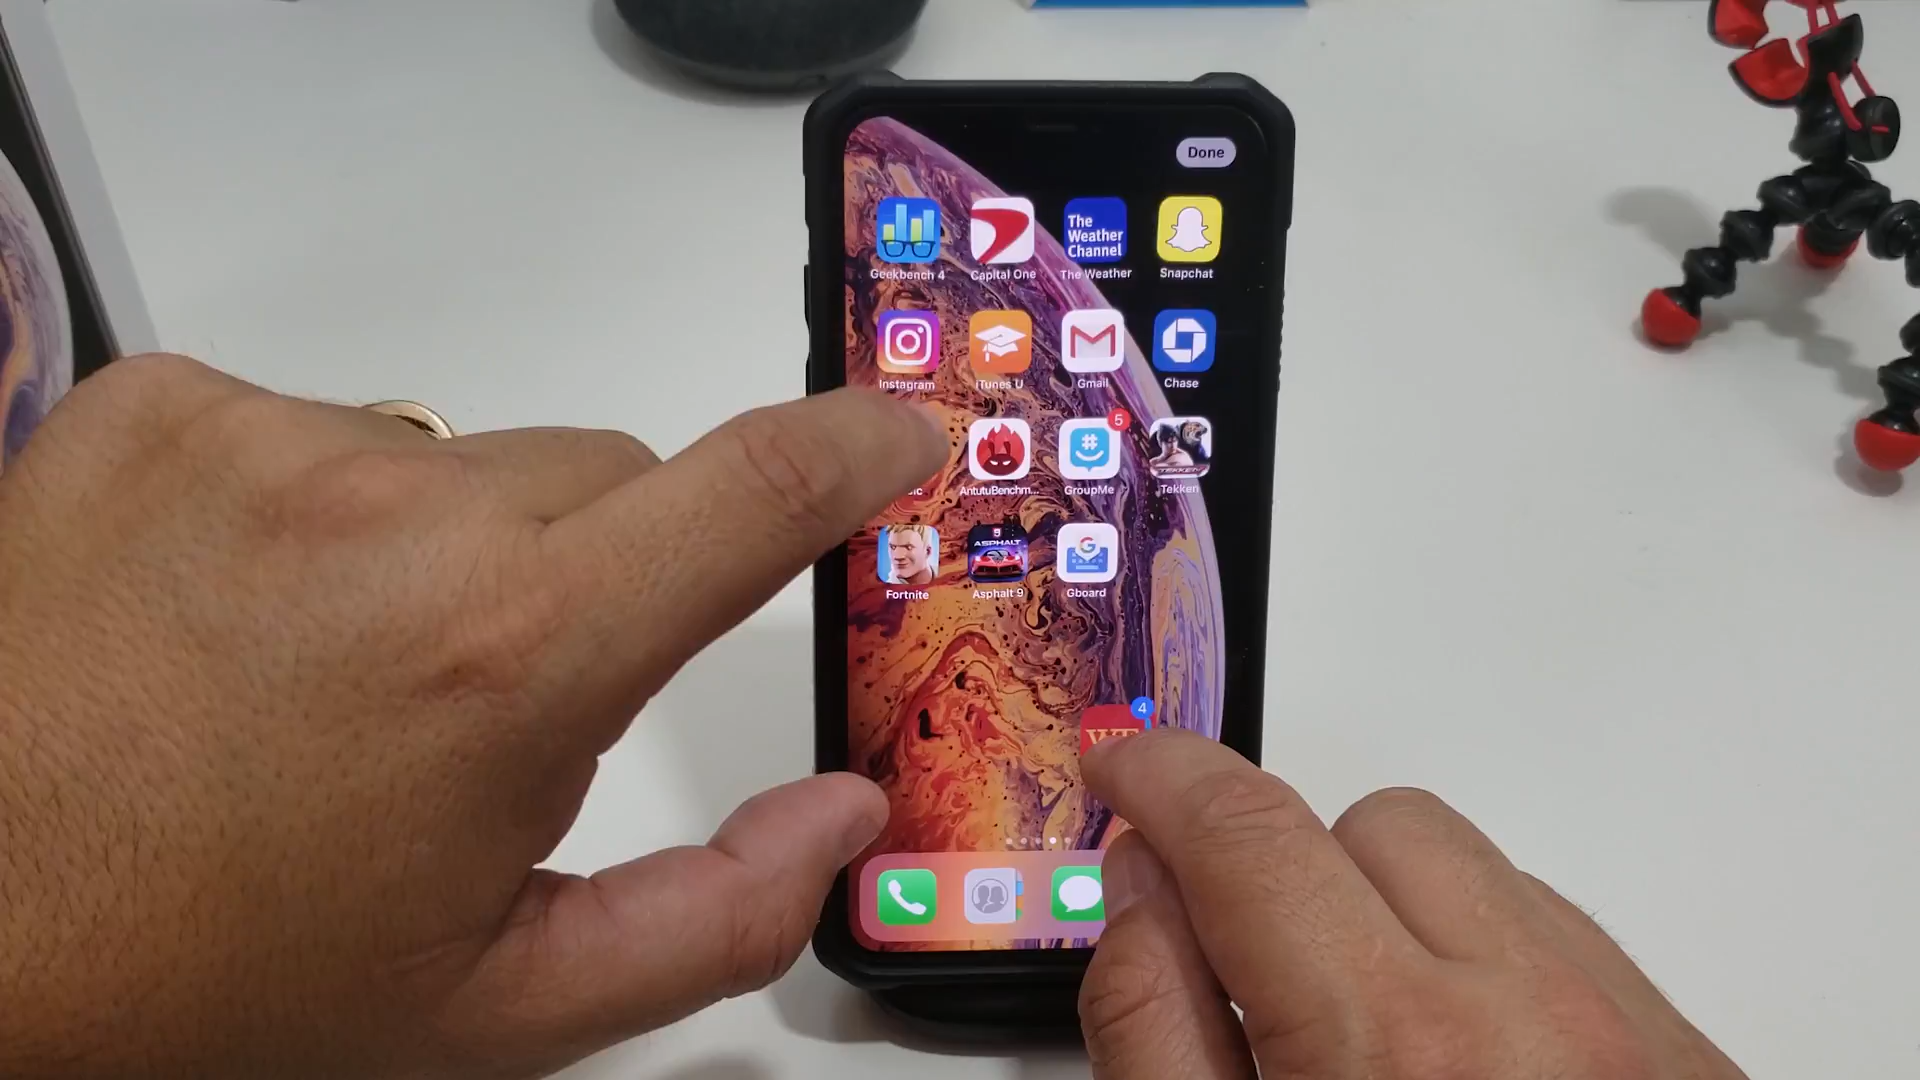 Done
The
Weather
Channel
Geekbench 4 Capital One The Weather Snapchat
Instagram iTunes U Gmail Chase
5
TEKKEN
AntutuBenchm... GroupMe Tekken
9
ASPHALT
G
Fortnite Asphalt 9 Gboard
4